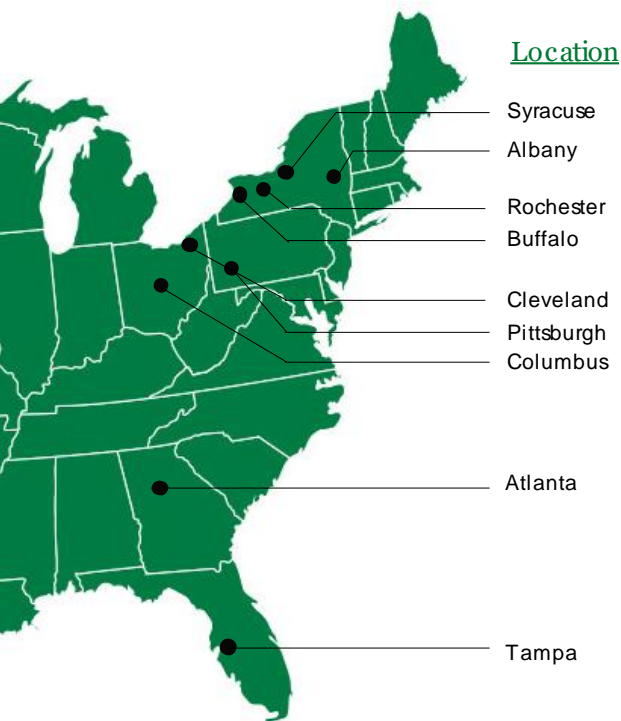 Location
Syracuse
Albany
Rochester
Buffalo
Cleveland
Pittsburgh
Columbus
Atlanta
Tampa